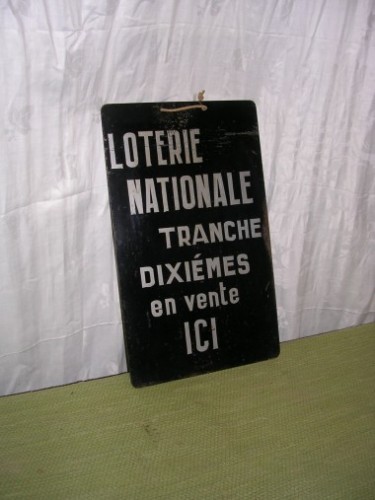 LOTERIE
NATIONALE
TRANCHE
DIXIÉMES
en vente
ICI